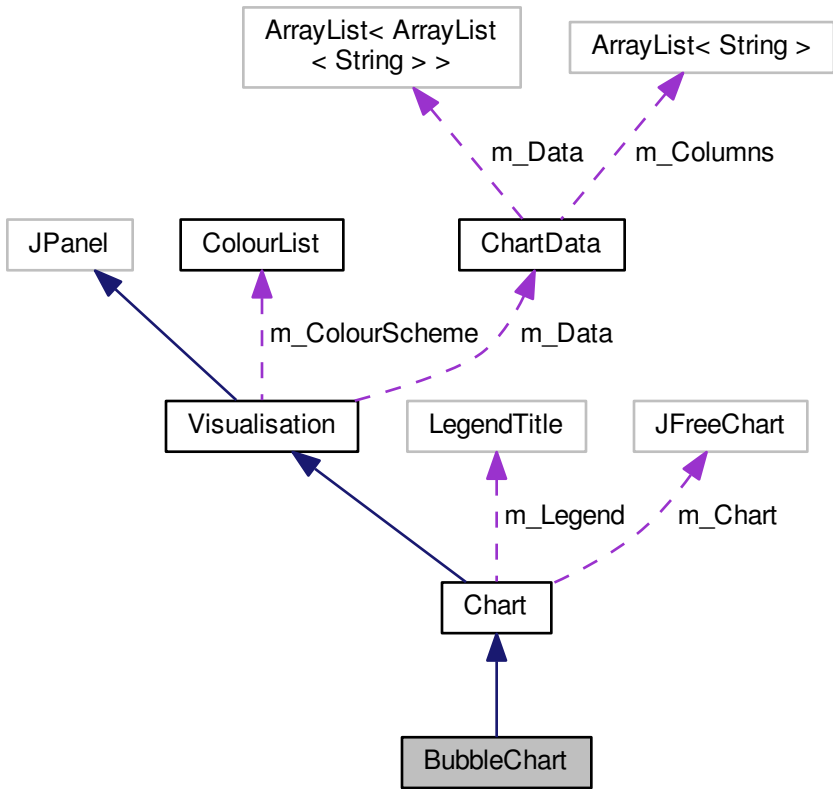 ArrayList< ArrayList
< String > >
ArrayList< String >
m_Data
m_Columns
JPanel
ColourList
ChartData
m_ColourScheme
m_Data
Visualisation
LegendTitle
JFreeChart
m_Legend
m_Chart
Chart
BubbleChart